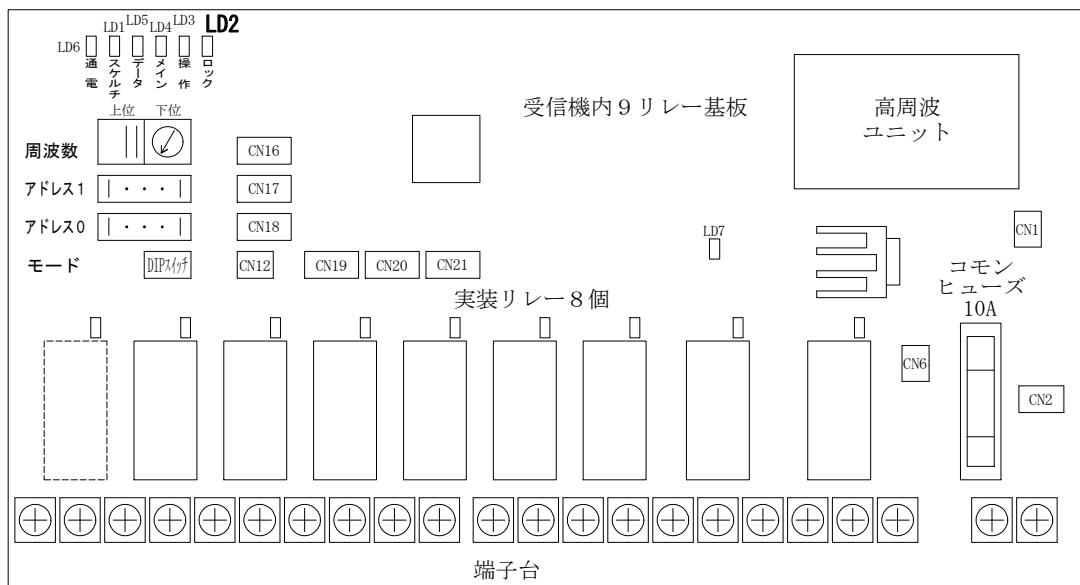 LD6 LD1 LD5 LD4 LD3 LD2
通電 スケルチ データ メイン 操作 ロック
上位 下位
受信機内９リレー基板
高周波
ユニット
周波数
CN16
アドレス1
CN17
アドレス0
CN18
モード
DIPスイッチ
CN12
CN19
CN20
CN21
LD7
CN1
コモン
ヒューズ
10A
実装リレー８個
CN6
CN2
端子台